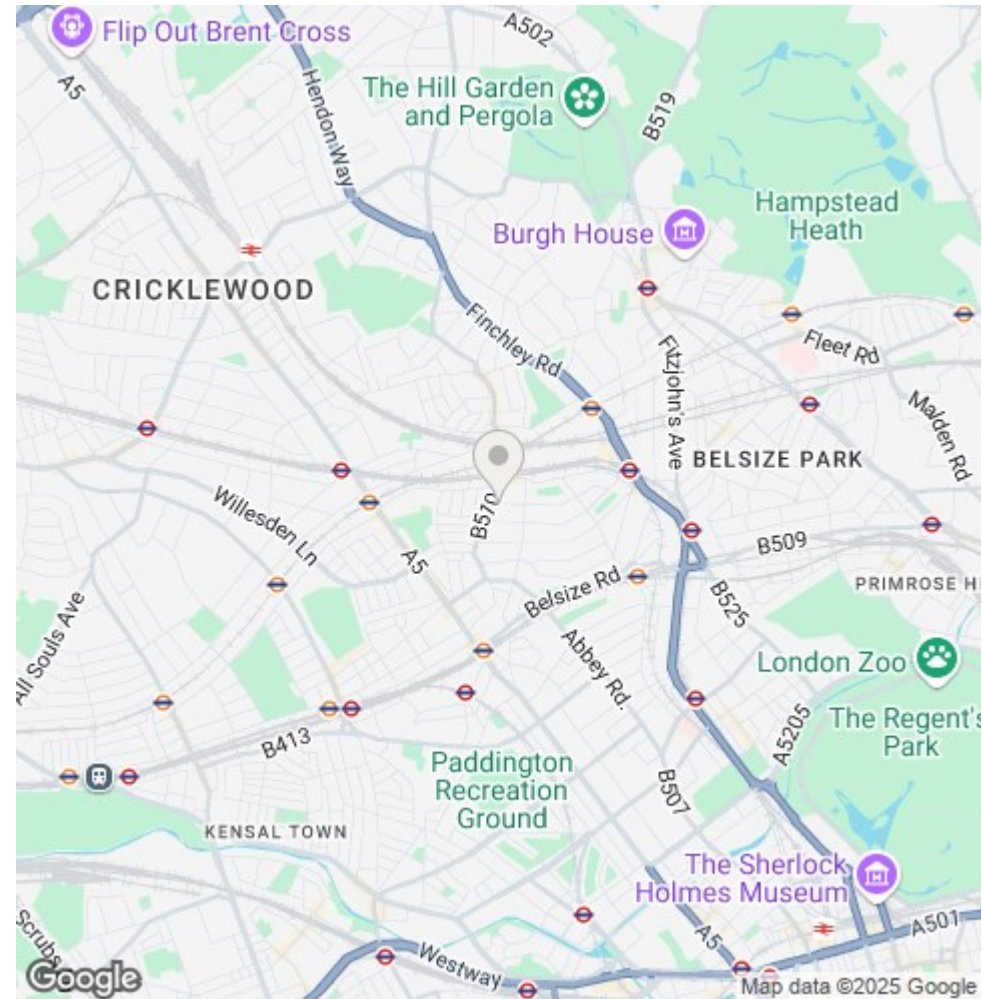 Flip Out Brent Cross
A502
A5
The Hill Garden
and Pergola
B519
Hendon Way
Hampstead
Heath
Burgh House
CRICKLEWOOD
Finchley Rd
Fleet Rd
Fitzjohn's Ave
Malden Rd
BELSIZE PARK
B510
Willesden Ln
A5
B509
Belsize Rd
PRIMROSE HI
B525
All Souls Ave
Abbey Rd.
London Zoo
A5205
The Regent's
Park
B413
Paddington
Recreation
Ground
B507
KENSAL TOWN
The Sherlock
Holmes Museum
Scrubs
A5
A501
Westway
Google
Map data ©2025 Google